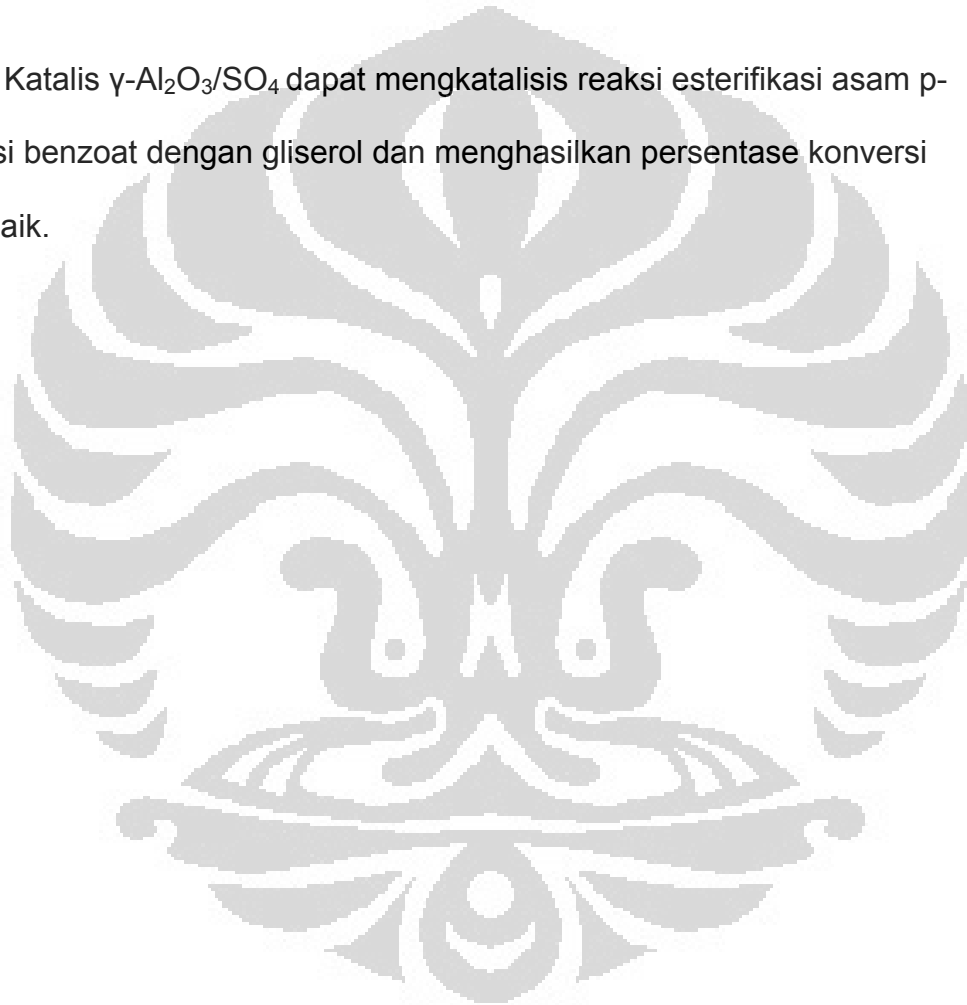 Katalis γ-Al₂O₃/SO₄ dapat mengkatalisis reaksi esterifikasi asam p-
si benzoat dengan gliserol dan menghasilkan persentase konversi
aik.